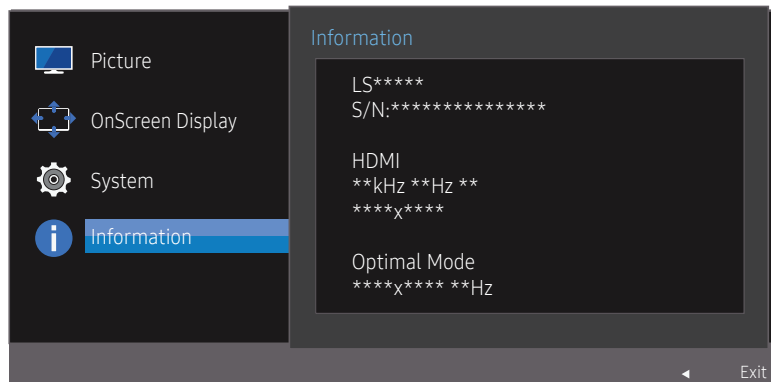 Picture
OnScreen Display
System
Information
Information
LS*****
S/N:***************
HDMI
**kHz **Hz **
****x****
Optimal Mode
****x**** **Hz
Exit